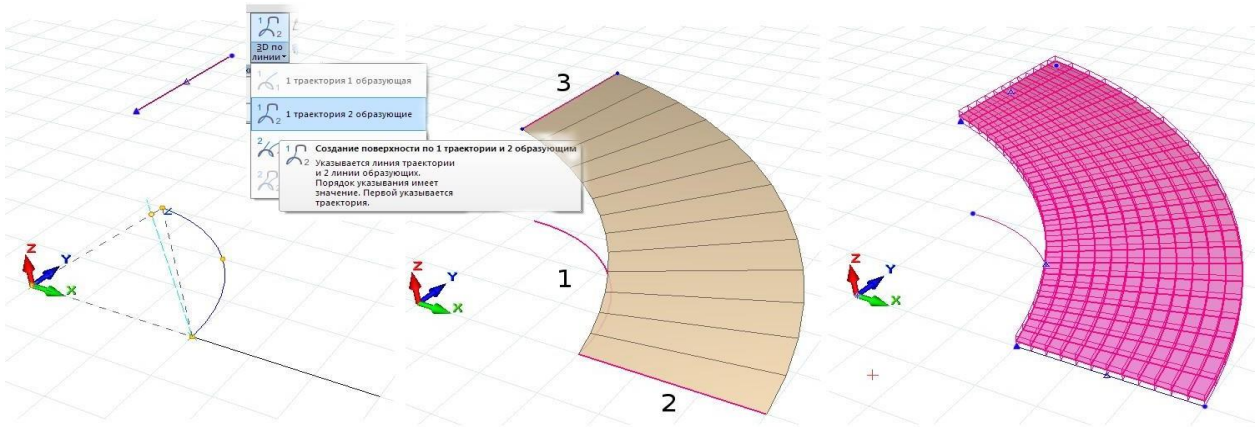 1
2
3D по
линии
1 траектория 1 образующая
1 траектория 2 образующие
Создание поверхности по 1 траектории и 2 образующим
Указывается линия траектории
и 2 линии образующих.
Порядок указывания имеет
значение. Первой указывается
траектория.
Z
Y
X
3
1
2
Z
Y
X
Z
Y
X